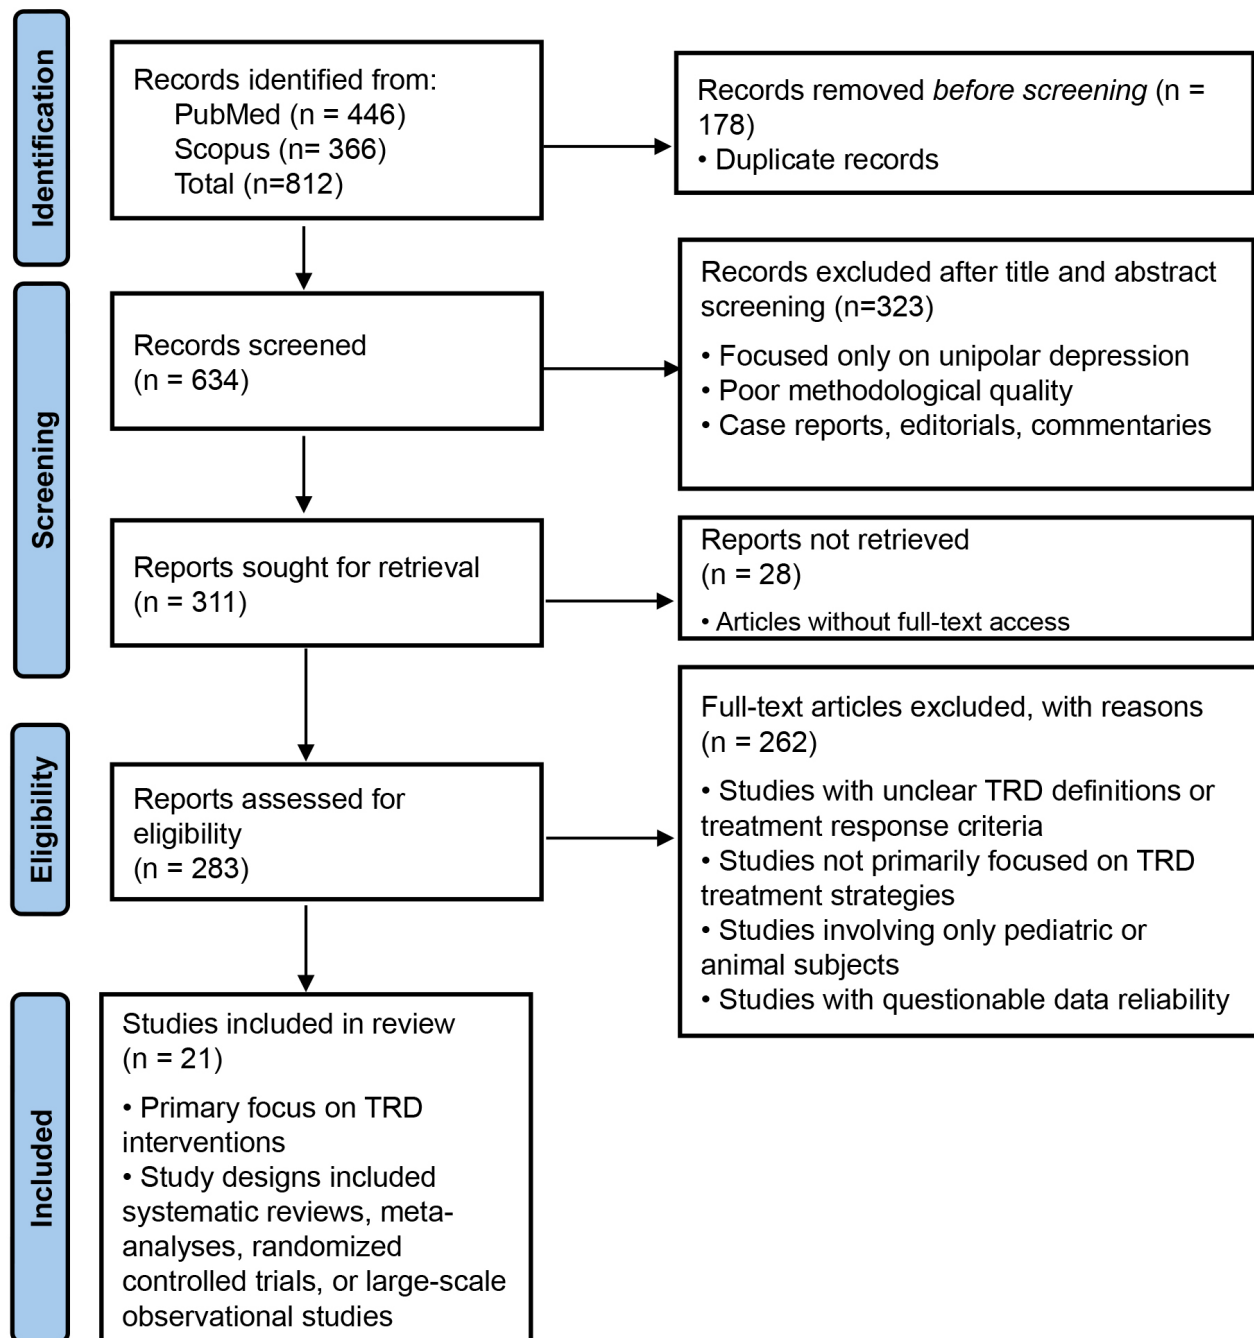 Identification
Records identified from:
PubMed (n = 446)
Scopus (n= 366)
Total (n=812)
Records removed before screening (n =
178)
• Duplicate records
Screening
Records screened
(n = 634)
Records excluded after title and abstract
screening (n=323)
• Focused only on unipolar depression
• Poor methodological quality
• Case reports, editorials, commentaries
Reports sought for retrieval
(n = 311)
Reports not retrieved
(n = 28)
• Articles without full-text access
Eligibility
Reports assessed for
eligibility
(n = 283)
Full-text articles excluded, with reasons
(n = 262)
• Studies with unclear TRD definitions or
treatment response criteria
• Studies not primarily focused on TRD
treatment strategies
• Studies involving only pediatric or
animal subjects
• Studies with questionable data reliability
Included
Studies included in review
(n = 21)
• Primary focus on TRD
interventions
• Study designs included
systematic reviews, meta-
analyses, randomized
controlled trials, or large-scale
observational studies